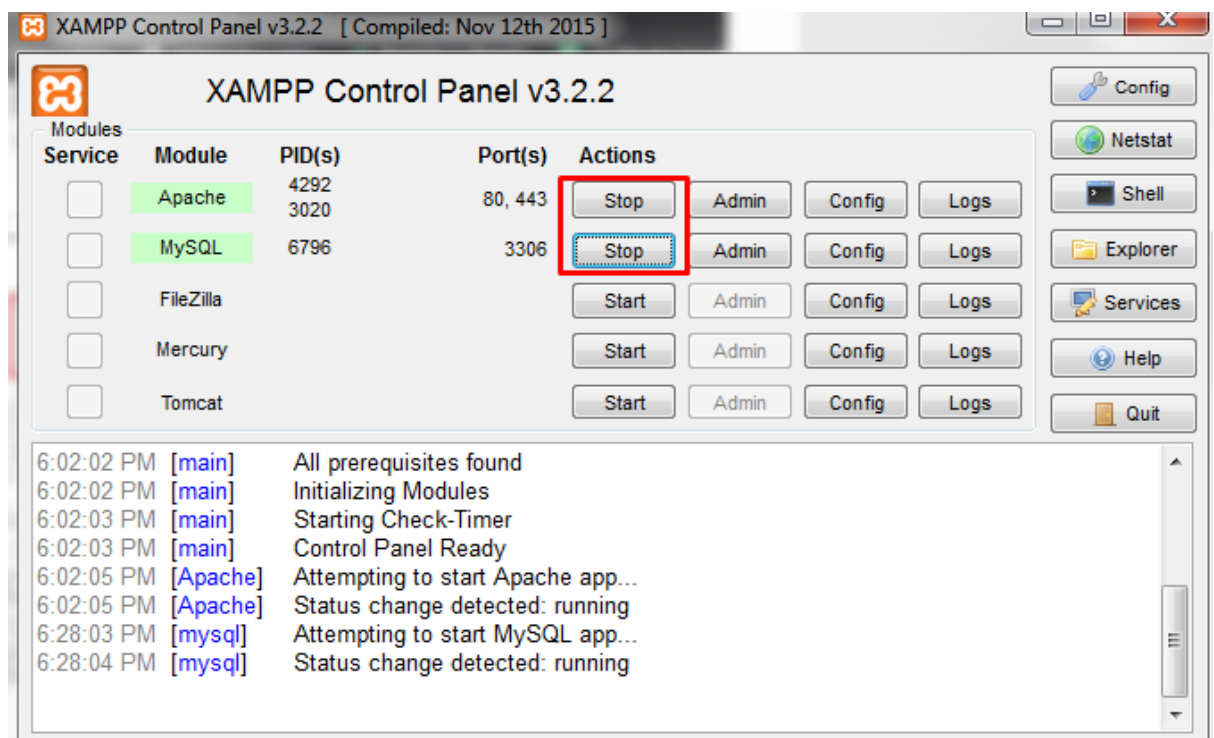 XAMPP Control Panel v3.2.2 [ Compiled: Nov 12th 2015 ]
XAMPP Control Panel v3.2.2
Config
Modules
Service Module PID(s) Port(s) Actions
Netstat
Apache 4292 3020 80, 443 Stop Admin Config Logs
Shell
MySQL 6796 3306 Stop Admin Config Logs
Explorer
FileZilla Start Admin Config Logs
Services
Mercury Start Admin Config Logs
Help
Tomcat Start Admin Config Logs
Quit
6:02:02 PM [main] All prerequisites found
6:02:02 PM [main] Initializing Modules
6:02:03 PM [main] Starting Check-Timer
6:02:03 PM [main] Control Panel Ready
6:02:05 PM [Apache] Attempting to start Apache app...
6:02:05 PM [Apache] Status change detected: running
6:28:03 PM [mysql] Attempting to start MySQL app...
6:28:04 PM [mysql] Status change detected: running